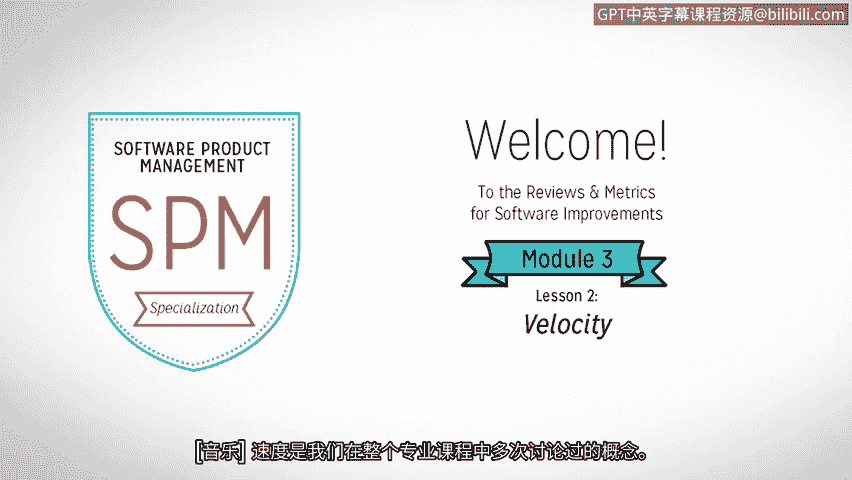 GPT中英字幕课程资源@bilibili.com
SOFTWARE PRODUCT
MANAGEMENT
SPM
Specialization
Welcome!
To the Reviews & Metrics
for Software Improvements
Module 3
Lesson 2:
Velocity
[音乐] 速度是我们在整个专业课程中多次讨论过的概念。